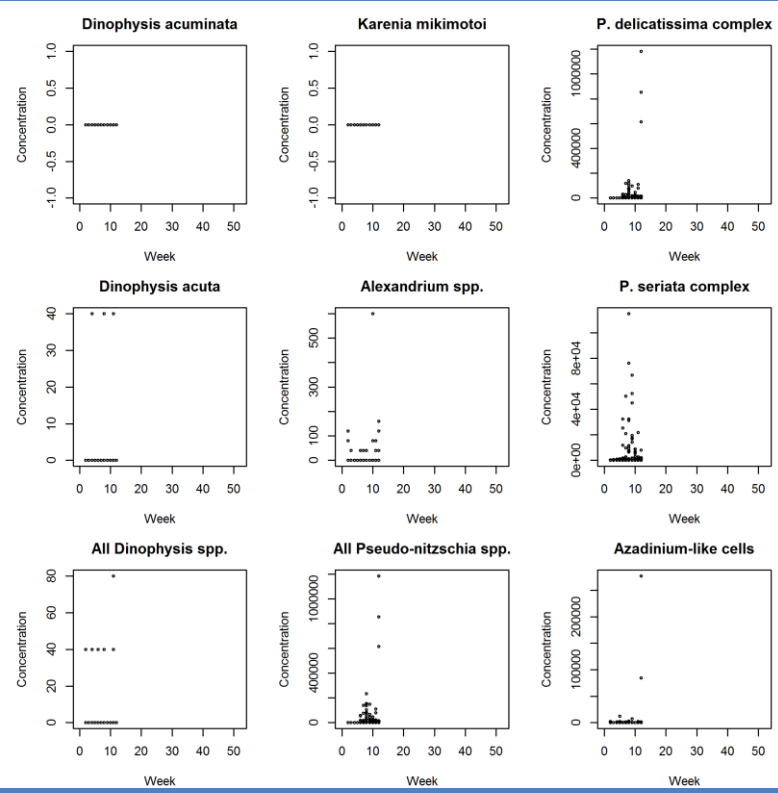 Dinophysis acuminata
Concentration
1.0
0.5
0.0
-0.5
-1.0
0 10 20 30 40 50
Week
Karenia mikimotoi
Concentration
1.0
0.5
0.0
-0.5
-1.0
0 10 20 30 40 50
Week
P. delicatissima complex
Concentration
1000000
400000
0
0 10 20 30 40 50
Week
Dinophysis acuta
Concentration
40
30
20
10
0
0 10 20 30 40 50
Week
Alexandrium spp.
Concentration
500
300
100
0
0 10 20 30 40 50
Week
P. seriata complex
Concentration
8e+04
4e+04
0e+00
0 10 20 30 40 50
Week
All Dinophysis spp.
Concentration
80
60
40
20
0
0 10 20 30 40 50
Week
All Pseudo-nitzschia spp.
Concentration
1000000
400000
0
0 10 20 30 40 50
Week
Azadinium-like cells
Concentration
200000
100000
0
0 10 20 30 40 50
Week